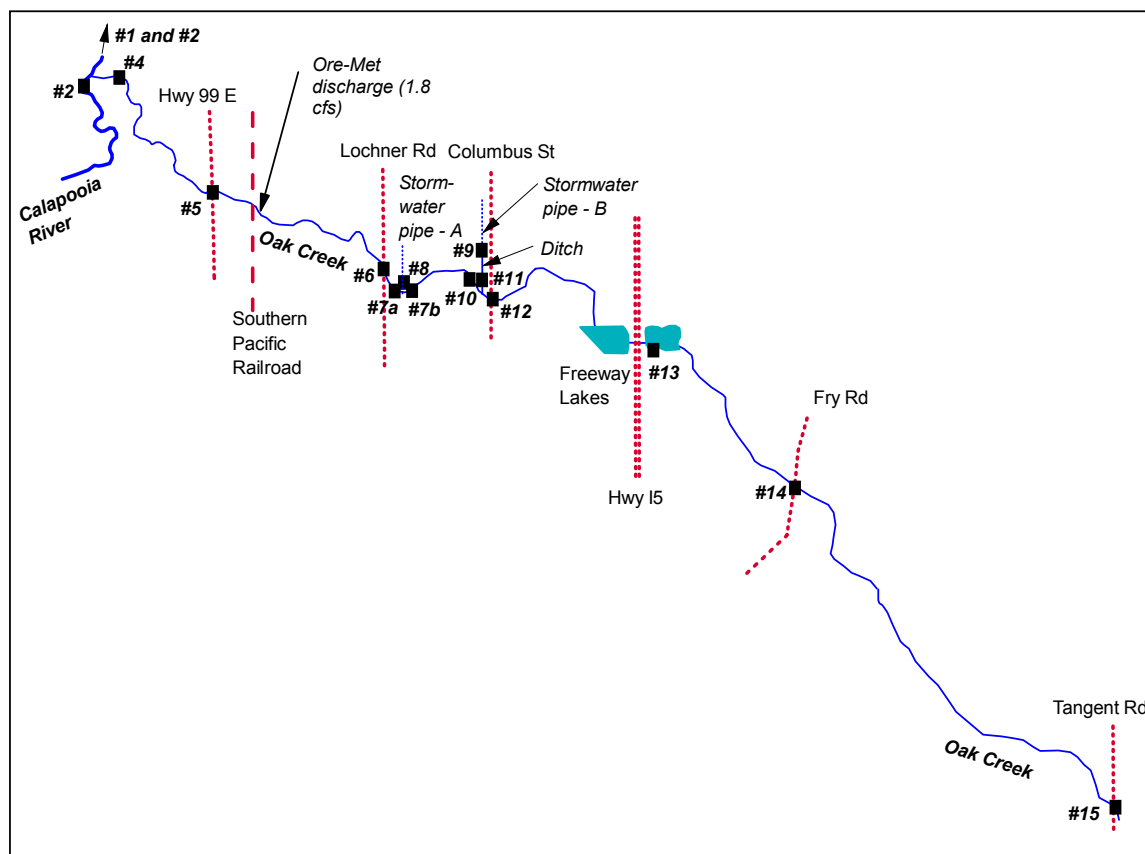 #1 and #2
#4
#2
Hwy 99 E
Ore-Met
discharge (1.8
cfs)
Lochner Rd
Columbus St
Storm-
water
pipe - A
Stormwater
pipe - B
Calapooia
River
#5
Oak Creek
#9
Ditch
#8
#6
#11
#10
#7a
#7b
#12
Southern
Pacific
Railroad
Freeway
Lakes
#13
Fry Rd
Hwy I5
#14
Tangent Rd
Oak Creek
#15